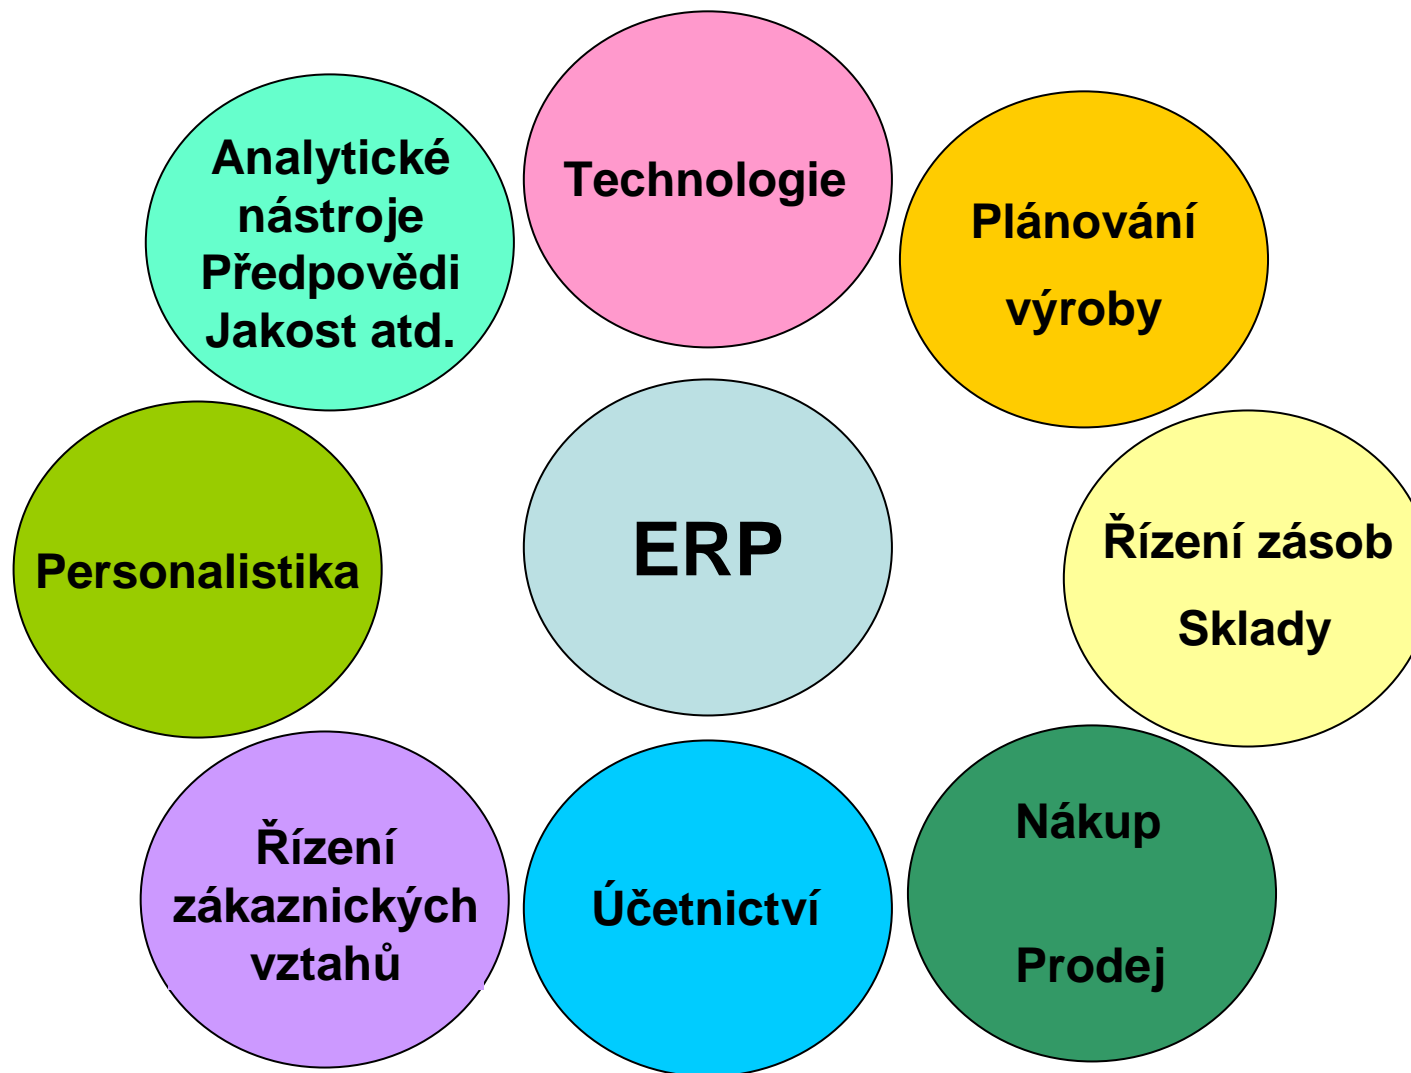 Technologie
Analytické
nástroje
Předpovědi
Jakost atd.
Plánování
výroby
Personalistika
ERP
Řízení zásob
Sklady
Řízení
zákaznických
vztahů
Účetnictví
Nákup
Prodej